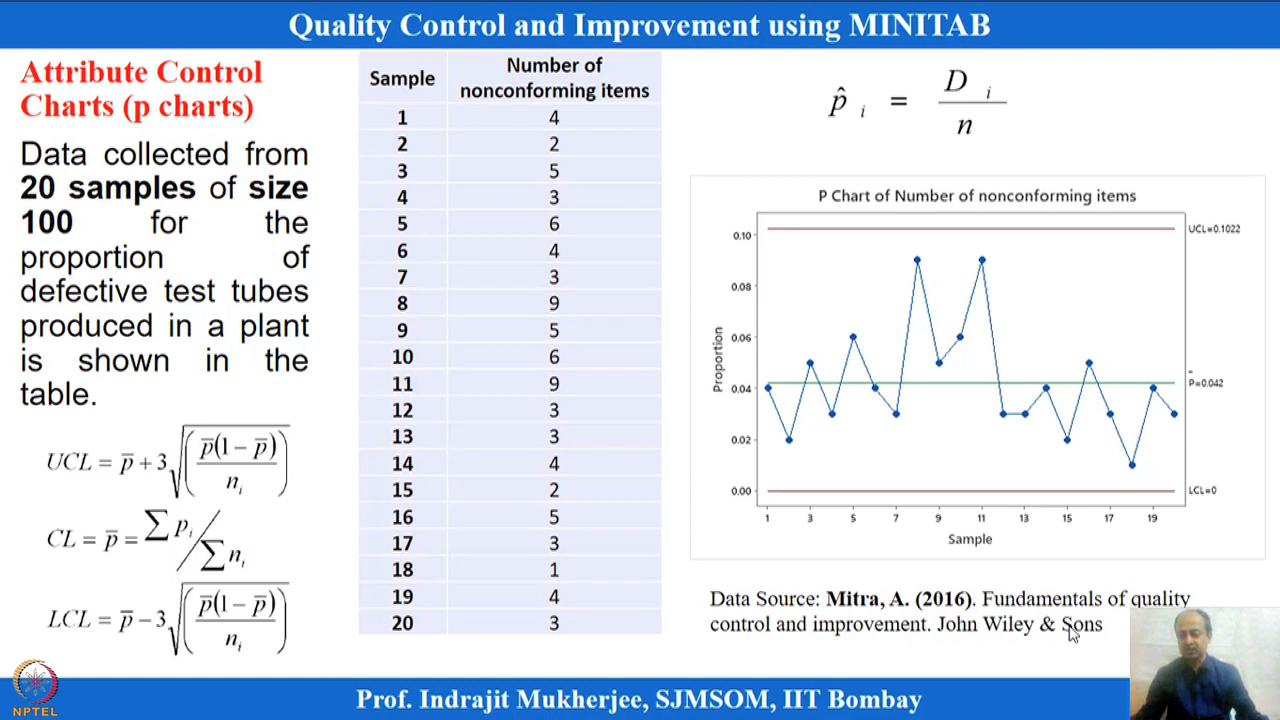 Quality Control and Improvement using MINITAB
Attribute Control
Charts (p charts)
Data collected from
20 samples of size
100 for the
proportion of
defective test tubes
produced in a plant
is shown in the
table.
UCL = p̅ + 3 √( p̅(1 − p̅) / nᵢ )
CL = p̅ = ∑ pᵢ / ∑ nᵢ
LCL = p̅ − 3 √( p̅(1 − p̅) / nᵢ )
Sample Number of nonconforming items
1 4
2 2
3 5
4 3
5 6
6 4
7 3
8 9
9 5
10 6
11 9
12 3
13 3
14 4
15 2
16 5
17 3
18 1
19 4
20 3
p̂ᵢ = Dᵢ / n
P Chart of Number of nonconforming items
UCL=0.1022
0.10
0.08
0.06
0.04
0.02
0.00
Proportion
P̿=0.042
LCL=0
1 3 5 7 9 11 13 15 17 19
Sample
Data Source: Mitra, A. (2016). Fundamentals of quality
control and improvement. John Wiley & Sons
NPTEL
Prof. Indrajit Mukherjee, SJMSOM, IIT Bombay